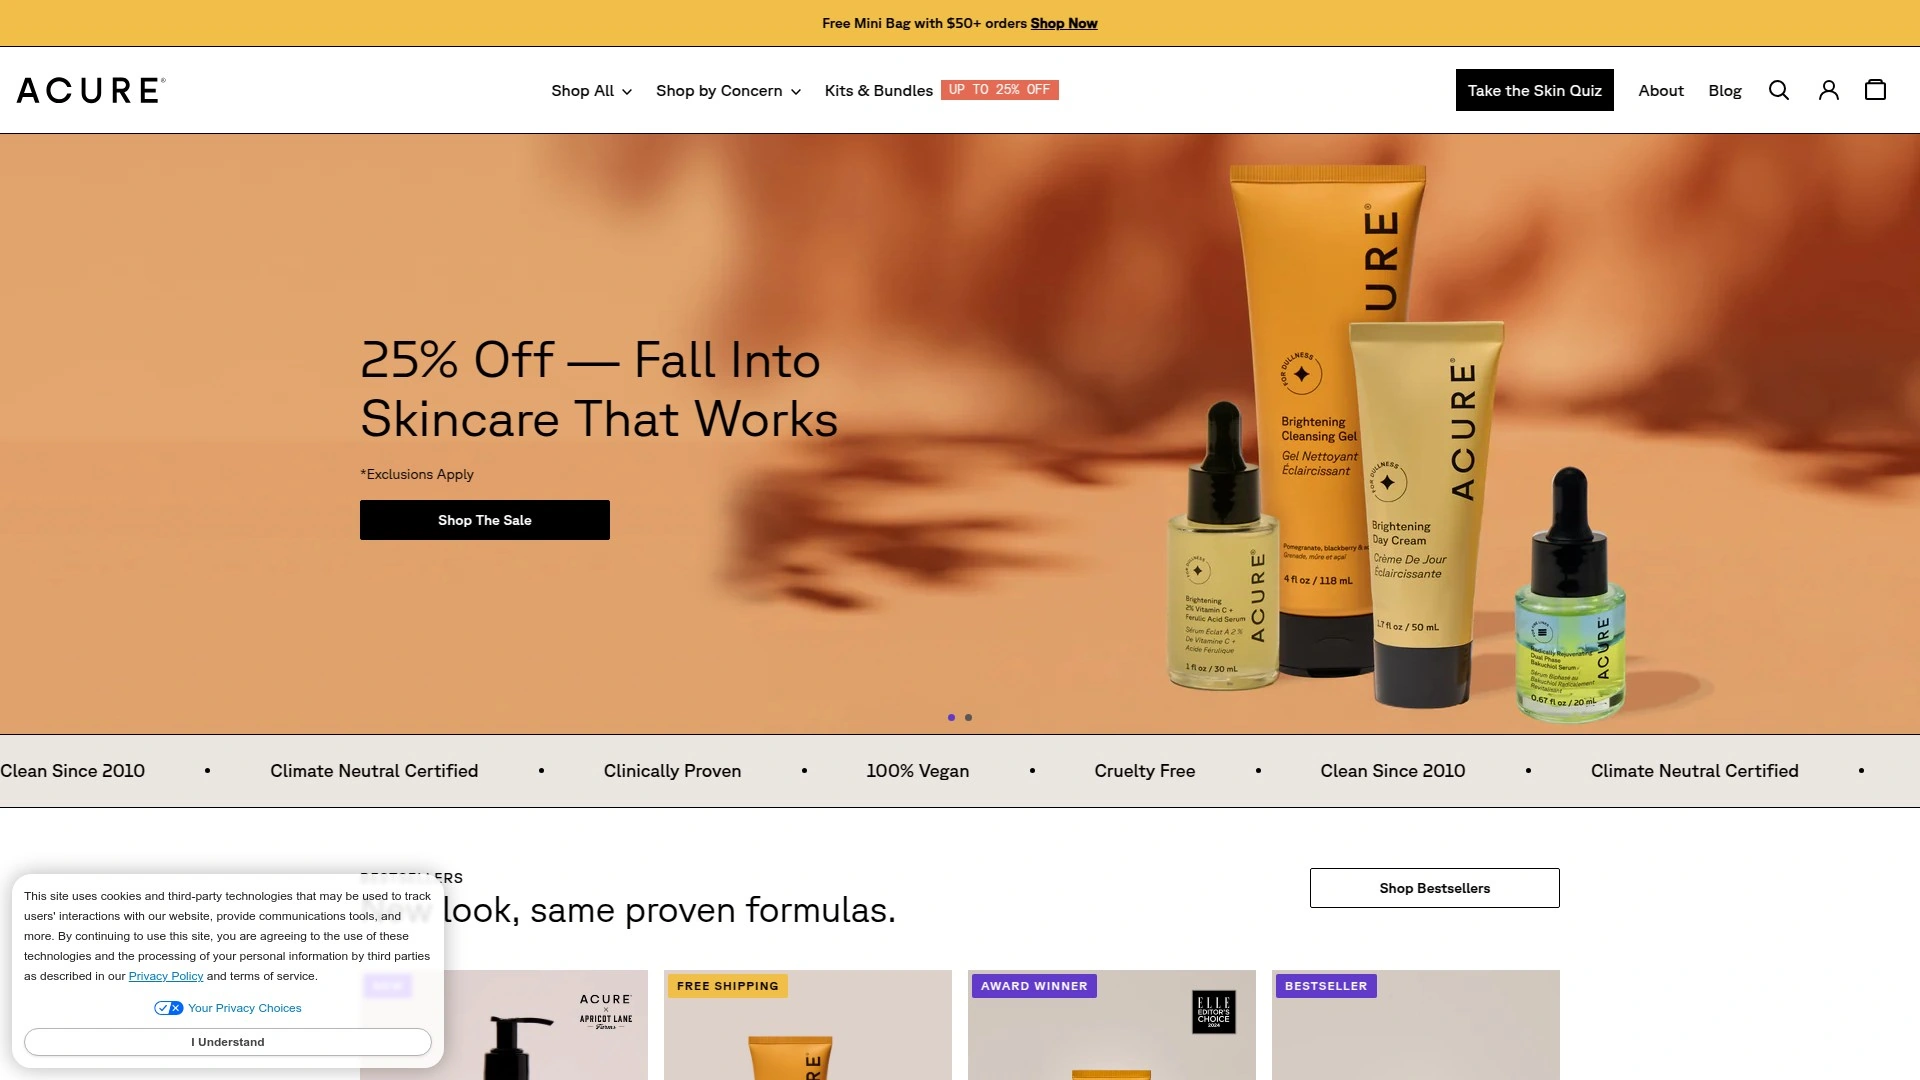 Free Mini Bag with $50+ orders Shop Now
ACURE®
Shop All
Shop by Concern
Kits & Bundles
UP TO 25% OFF
Take the Skin Quiz
About
Blog
25% Off — Fall Into
Skincare That Works
*Exclusions Apply
Shop The Sale
URE®
FOR DULLNESS
Brightening
Cleansing Gel
Gel Nettoyant
Éclaircissant
Pomegranate, blackberry &
Grenade, mûre et açaí
4 fl oz / 118 mL
ACURE®
FOR DULLNESS
Brightening
Day Cream
Crème De Jour
Éclaircissante
1.7 fl oz / 50 mL
ACURE®
FOR DULLNESS
Brightening
2% Vitamin C +
Ferulic Acid Serum
Sérum Éclat À 2 %
De Vitamine C +
Acide Férulique
1 fl oz / 30 mL
ACURE
Radically Rejuvenating
Dual Phase
Bakuchiol Serum
Sérum Biphasé au
Bakuchiol Radicalement
Revitalisant
0.67 fl oz / 20 mL
Clean Since 2010
Climate Neutral Certified
Clinically Proven
100% Vegan
Cruelty Free
Clean Since 2010
Climate Neutral Certified
BESTSELLERS
New look, same proven formulas.
Shop Bestsellers
This site uses cookies and third-party technologies that may be used to track
users' interactions with our website, provide communications tools, and
more. By continuing to use this site, you are agreeing to the use of these
technologies and the processing of your personal information by third parties
as described in our Privacy Policy and terms of service.
Your Privacy Choices
I Understand
NEW
ACURE
×
APRICOT LANE
Farms
FREE SHIPPING
AWARD WINNER
ELLE
EDITOR'S
CHOICE
2024
BESTSELLER